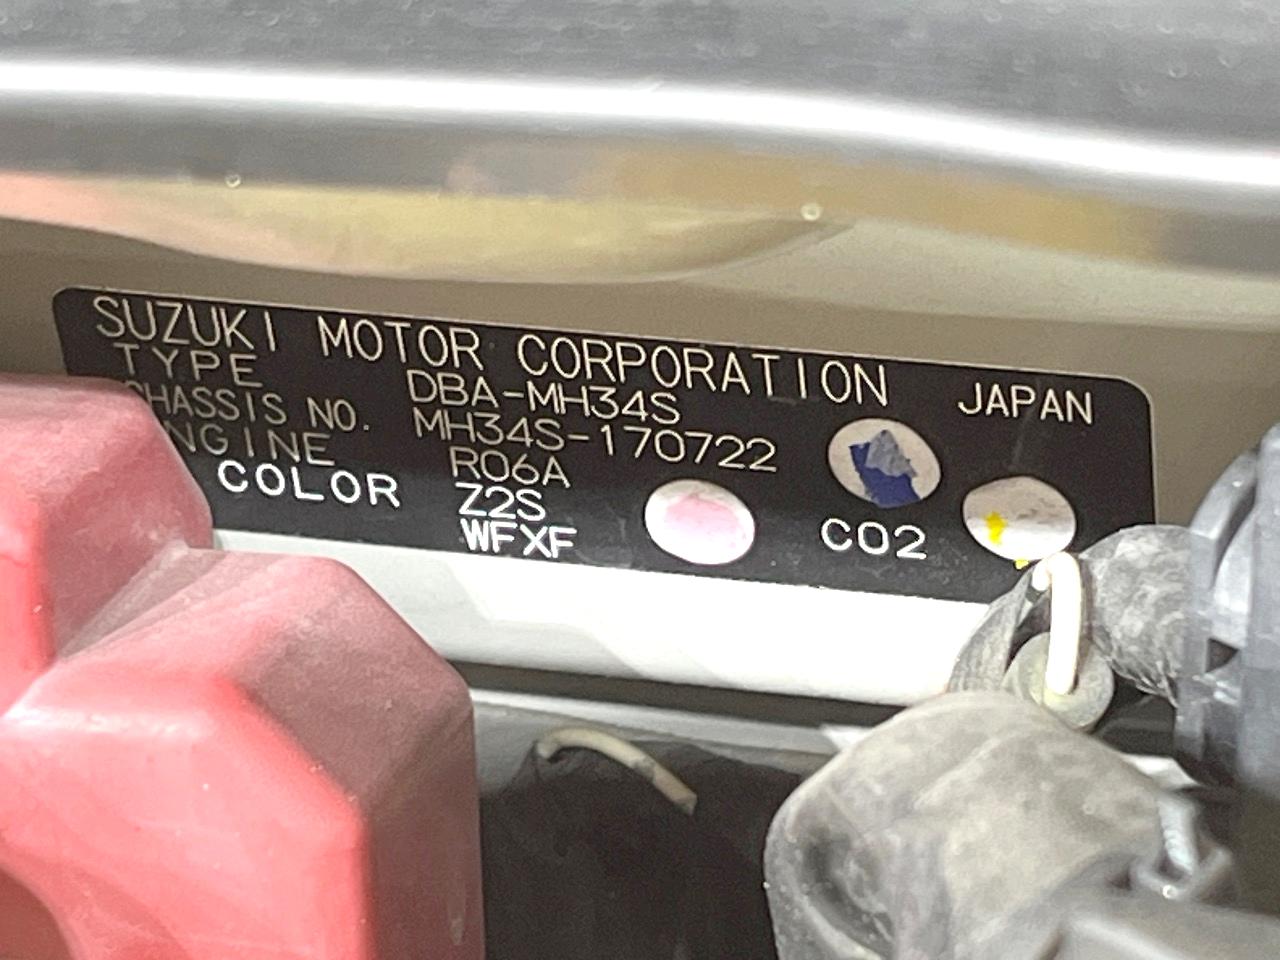 SUZUKI MOTOR CORPORATION JAPAN
TYPE DBA-MH34S
CHASSIS NO. MH34S-170722
ENGINE R06A
COLOR Z2S
WFXF CO2